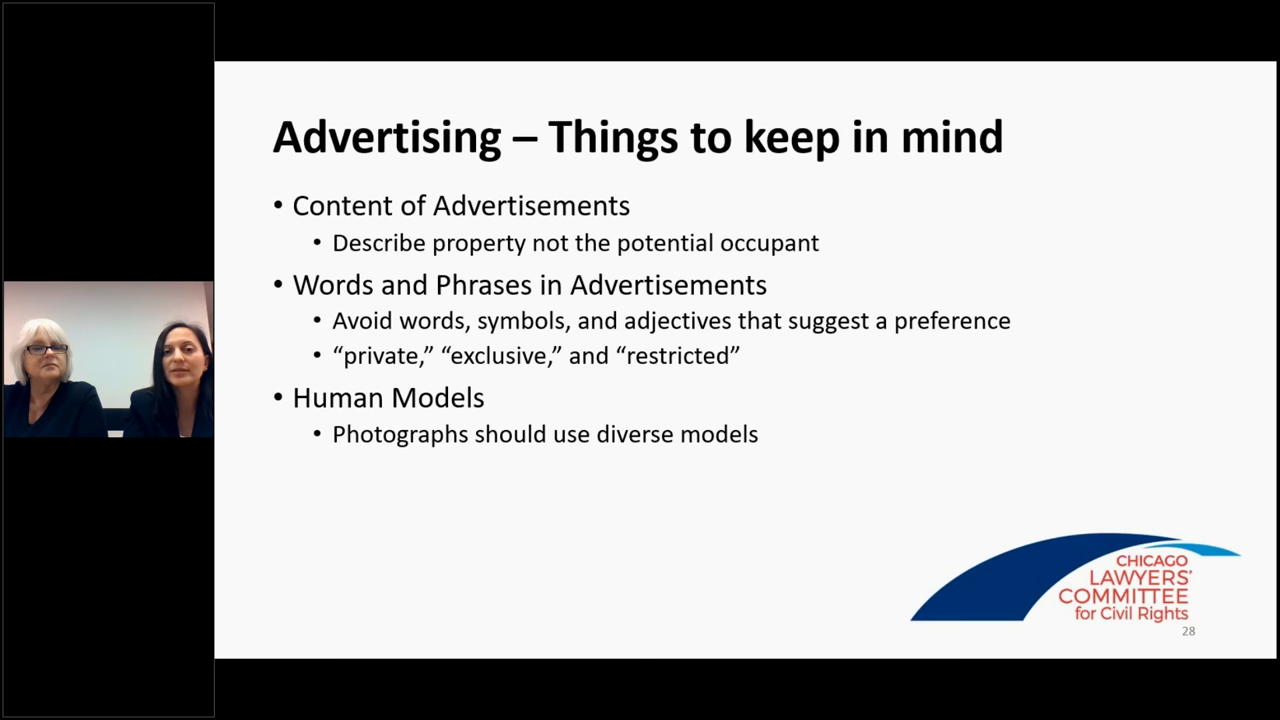 Advertising – Things to keep in mind
• Content of Advertisements
• Describe property not the potential occupant
• Words and Phrases in Advertisements
• Avoid words, symbols, and adjectives that suggest a preference
• “private,” “exclusive,” and “restricted”
• Human Models
• Photographs should use diverse models
CHICAGO
LAWYERS’
COMMITTEE
for Civil Rights
28